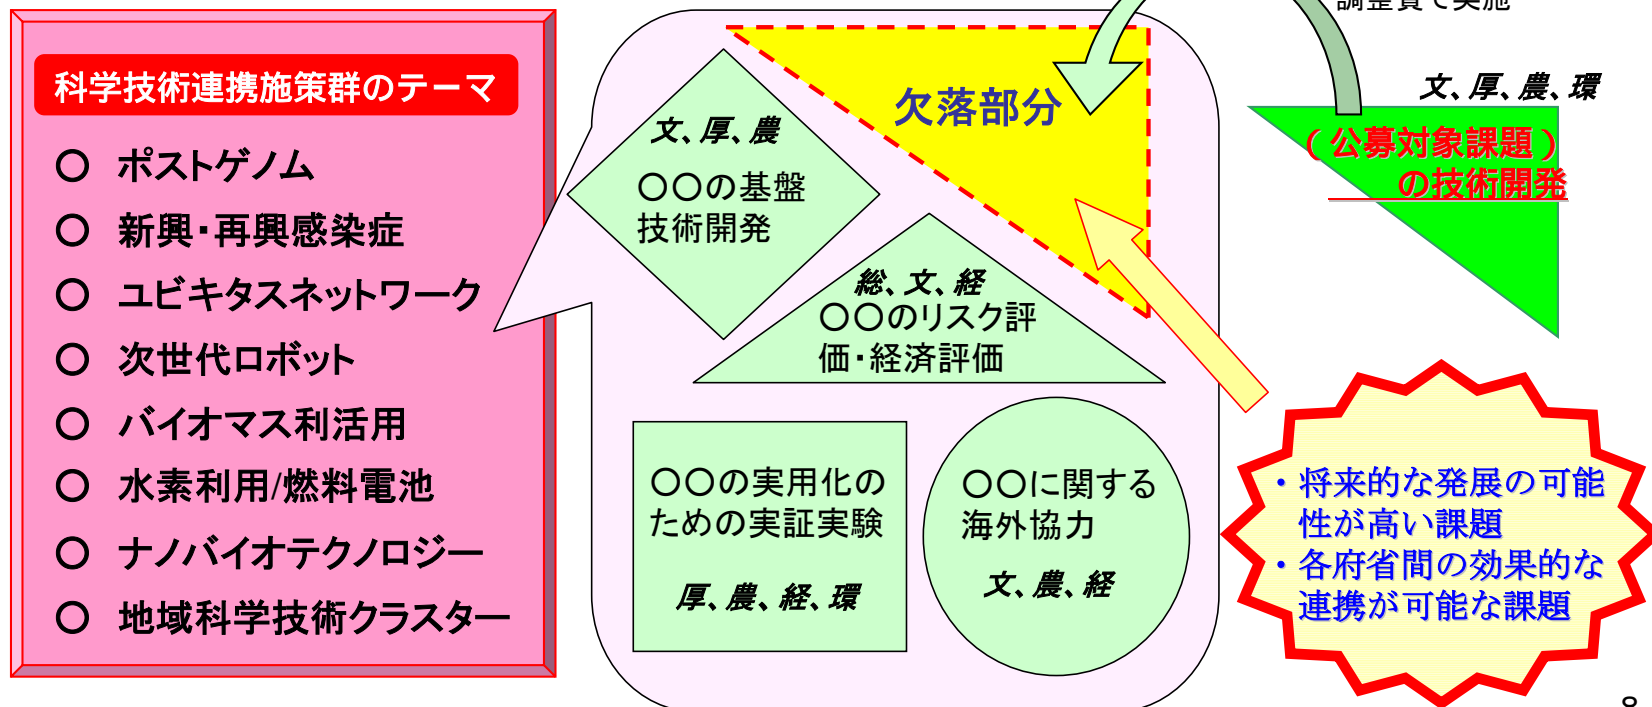 科学技術連携施策群のテーマ
○ ポストゲノム
○ 新興・再興感染症
○ ユビキタスネットワーク
○ 次世代ロボット
○ バイオマス利活用
○ 水素利用/燃料電池
○ ナノバイオテクノロジー
○ 地域科学技術クラスター
文、厚、農
○○の基盤
技術開発
欠落部分
総、文、経
○○のリスク評
価・経済評価
○○の実用化の
ための実証実験
厚、農、経、環
○○に関する
海外協力
文、農、経
調整費で実施
文、厚、農、環
(公募対象課題)
の技術開発
・将来的な発展の可能
性が高い課題
・各府省間の効果的な
連携が可能な課題